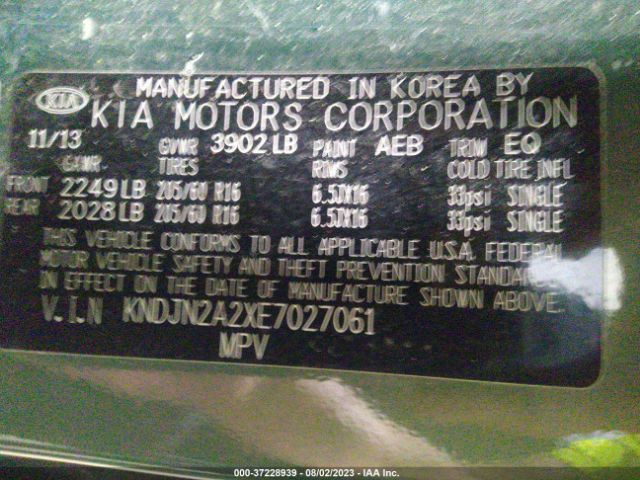 KIA MANUFACTURED IN KOREA BY
KIA MOTORS CORPORATION
11/13 GVWR 3902 LB PAINT AEB TRIM EQ
GAWR TIRES RIMS COLD TIRE INFL
FRONT 2249 LB 205/60 R16 6.5JX16 33psi SINGLE
REAR 2028 LB 205/60 R16 6.5JX16 33psi SINGLE
THIS VEHICLE CONFORMS TO ALL APPLICABLE U.S.A. FEDERAL
MOTOR VEHICLE SAFETY AND THEFT PREVENTION STANDARDS
IN EFFECT ON THE DATE OF MANUFACTURE SHOWN ABOVE.
V.I.N KNDJN2A2XE7027061
MPV
000-37228939 - 08/02/2023 - IAA Inc.